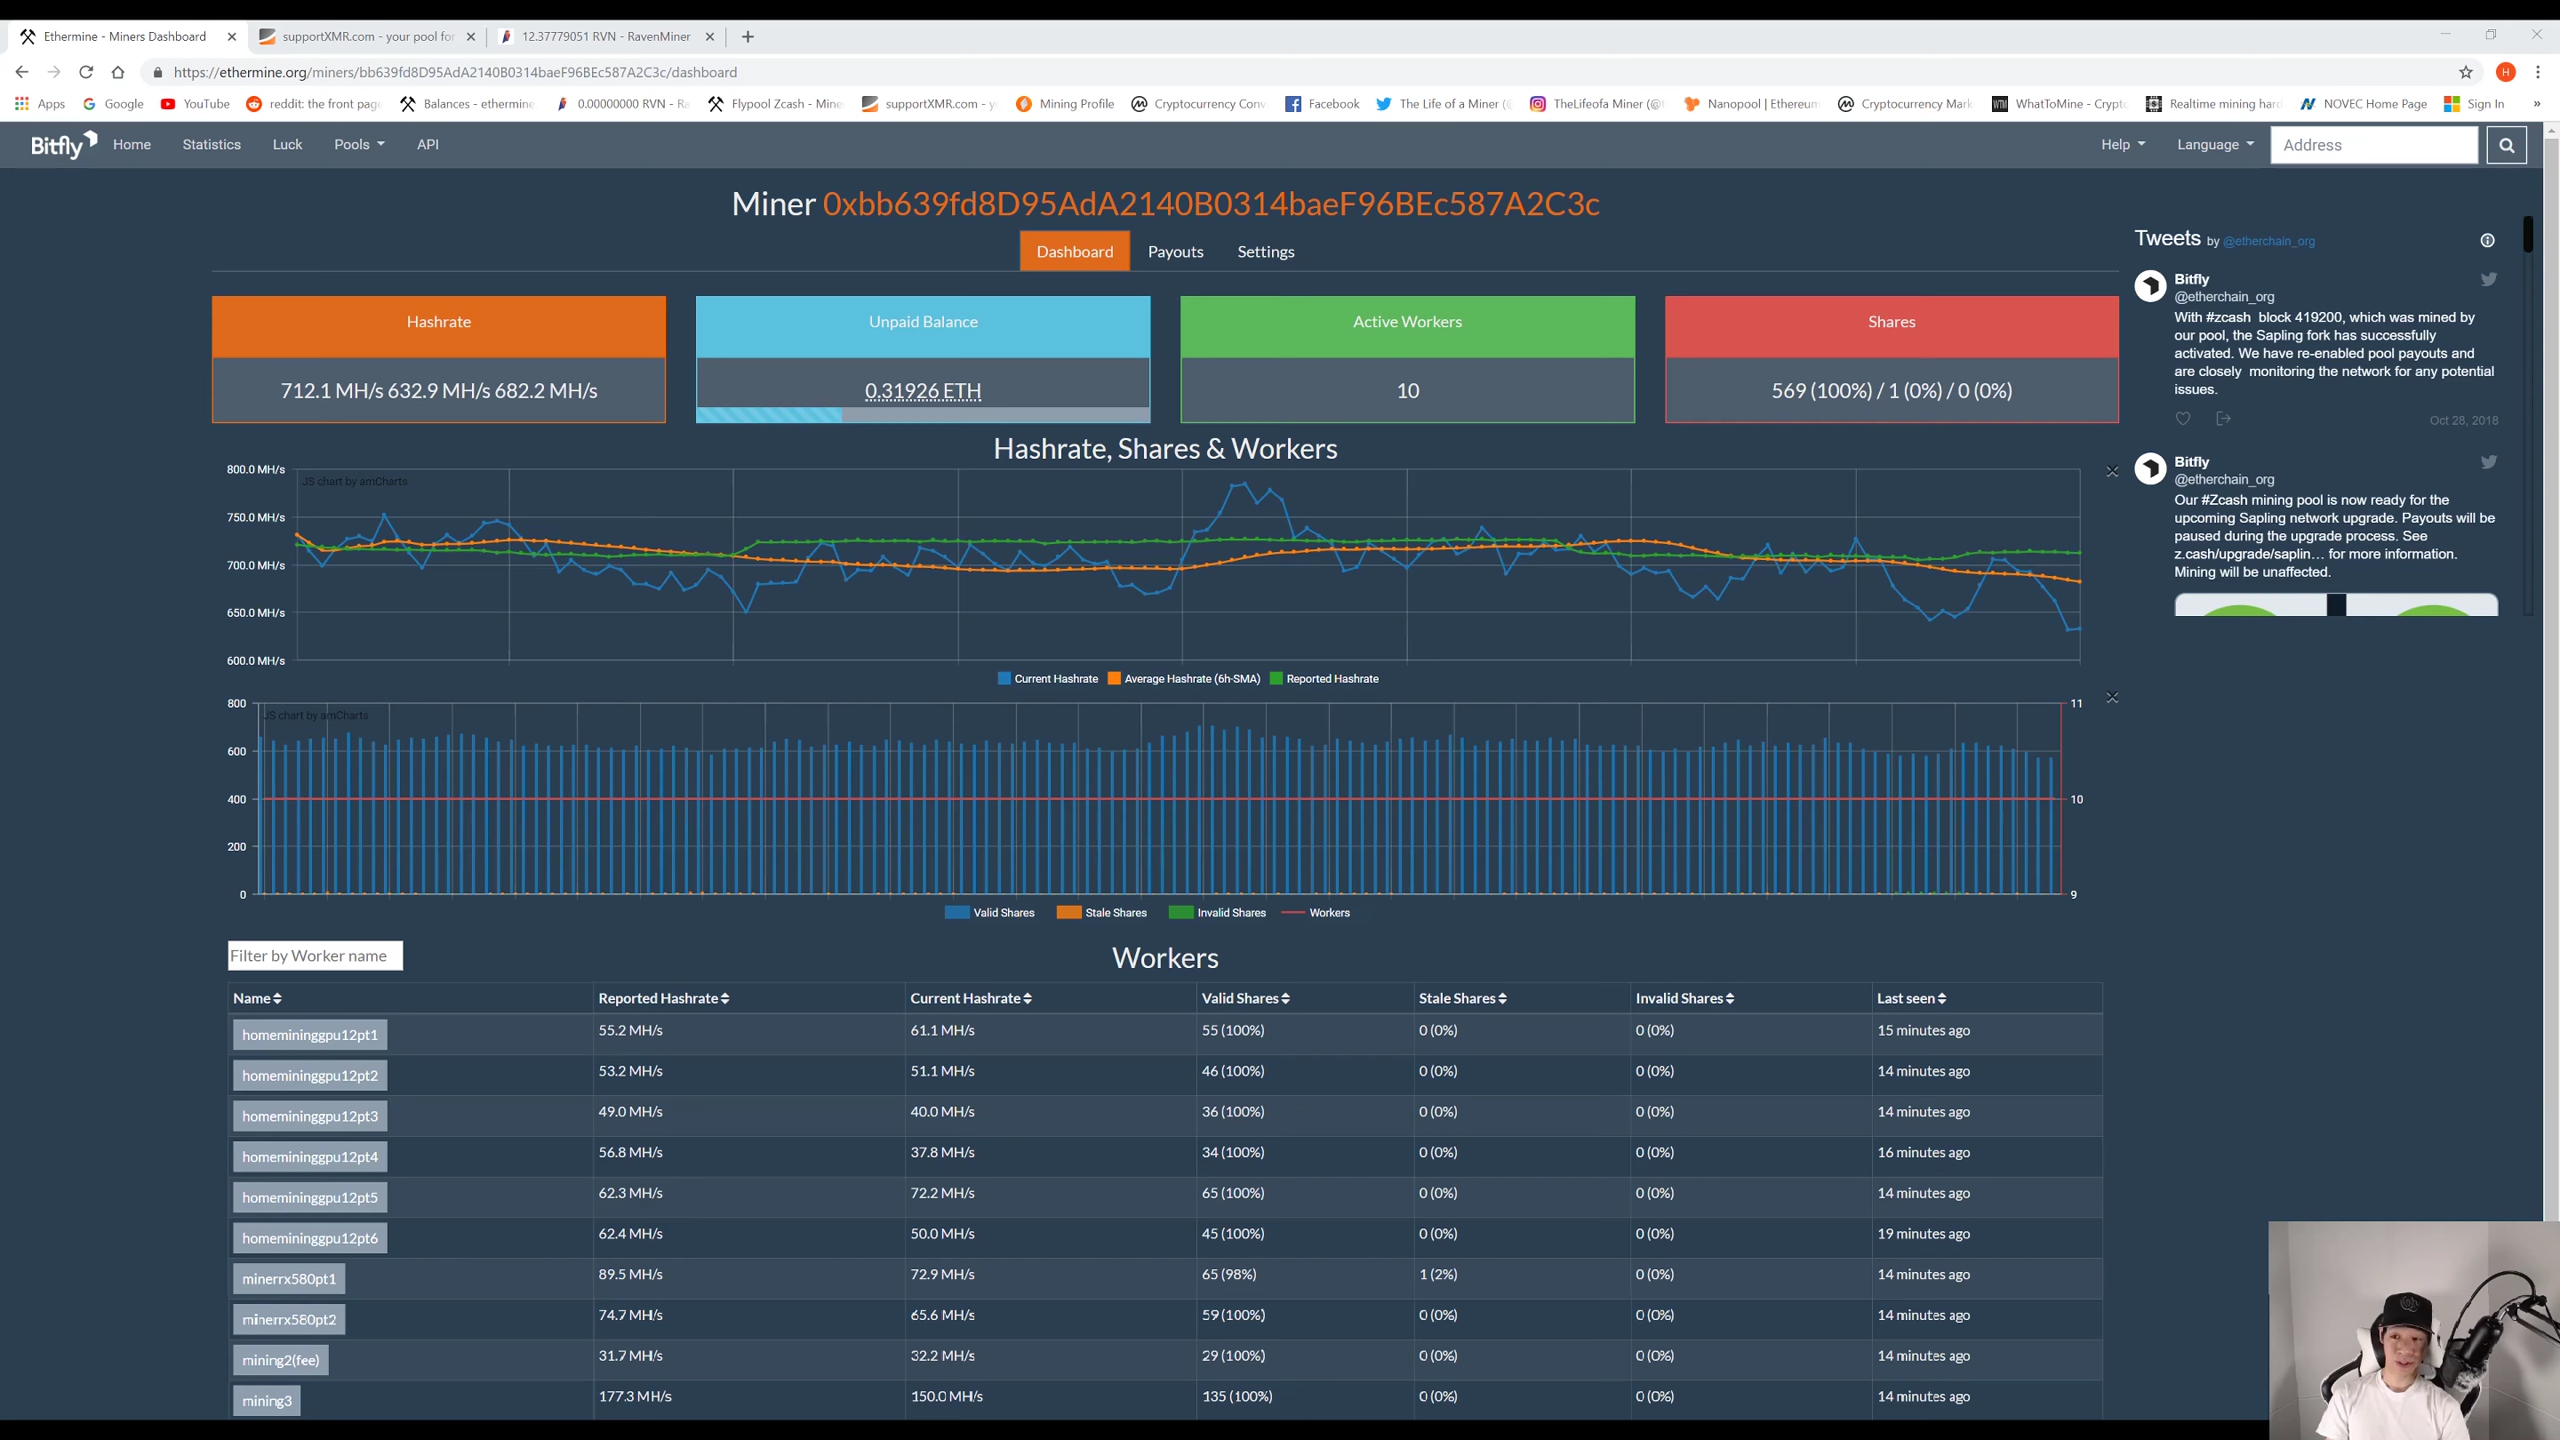 Ethermine - Miners Dashboard
supportXMR.com - your pool for
12.37779051 RVN - RavenMiner
https://ethermine.org/miners/bb639fd8D95AdA2140B0314baeF96BEc587A2C3c/dashboard
H
Apps
Google
YouTube
reddit: the front page
Balances - ethermine
0.00000000 RVN - Ra
Flypool Zcash - Mine
supportXMR.com - y
Mining Profile
Cryptocurrency Conv
Facebook
The Life of a Miner (@
TheLifeofa Miner (@t
Nanopool | Ethereum
Cryptocurrency Mark
WhatToMine - Crypto
Realtime mining hard
NOVEC Home Page
Sign In
»
Bitfly
Home
Statistics
Luck
Pools
API
Help
Language
Address
Miner 0xbb639fd8D95AdA2140B0314baeF96BEc587A2C3c
Dashboard
Payouts
Settings
Hashrate
712.1 MH/s 632.9 MH/s 682.2 MH/s
Unpaid Balance
0.31926 ETH
Active Workers
10
Shares
569 (100%) / 1 (0%) / 0 (0%)
Tweets by @etherchain_org
Bitfly
@etherchain_org
With #zcash block 419200, which was mined by
our pool, the Sapling fork has successfully
activated. We have re-enabled pool payouts and
are closely monitoring the network for any potential
issues.
Oct 28, 2018
Bitfly
@etherchain_org
Our #Zcash mining pool is now ready for the
upcoming Sapling network upgrade. Payouts will be
paused during the upgrade process. See
z.cash/upgrade/saplin… for more information.
Mining will be unaffected.
Hashrate, Shares & Workers
800.0 MH/s
JS chart by amCharts
750.0 MH/s
700.0 MH/s
650.0 MH/s
600.0 MH/s
Current Hashrate
Average Hashrate (6h-SMA)
Reported Hashrate
800
JS chart by amCharts
11
600
400
10
200
0
9
Valid Shares
Stale Shares
Invalid Shares
Workers
Filter by Worker name
Workers
Name Reported Hashrate Current Hashrate Valid Shares Stale Shares Invalid Shares Last seen
homemininggpu12pt1 55.2 MH/s 61.1 MH/s 55 (100%) 0 (0%) 0 (0%) 15 minutes ago
homemininggpu12pt2 53.2 MH/s 51.1 MH/s 46 (100%) 0 (0%) 0 (0%) 14 minutes ago
homemininggpu12pt3 49.0 MH/s 40.0 MH/s 36 (100%) 0 (0%) 0 (0%) 14 minutes ago
homemininggpu12pt4 56.8 MH/s 37.8 MH/s 34 (100%) 0 (0%) 0 (0%) 16 minutes ago
homemininggpu12pt5 62.3 MH/s 72.2 MH/s 65 (100%) 0 (0%) 0 (0%) 14 minutes ago
homemininggpu12pt6 62.4 MH/s 50.0 MH/s 45 (100%) 0 (0%) 0 (0%) 19 minutes ago
minerrx580pt1 89.5 MH/s 72.9 MH/s 65 (98%) 1 (2%) 0 (0%) 14 minutes ago
minerrx580pt2 74.7 MH/s 65.6 MH/s 59 (100%) 0 (0%) 0 (0%) 14 minutes ago
mining2(fee) 31.7 MH/s 32.2 MH/s 29 (100%) 0 (0%) 0 (0%) 14 minutes ago
mining3 177.3 MH/s 150.0 MH/s 135 (100%) 0 (0%) 0 (0%) 14 minutes ago